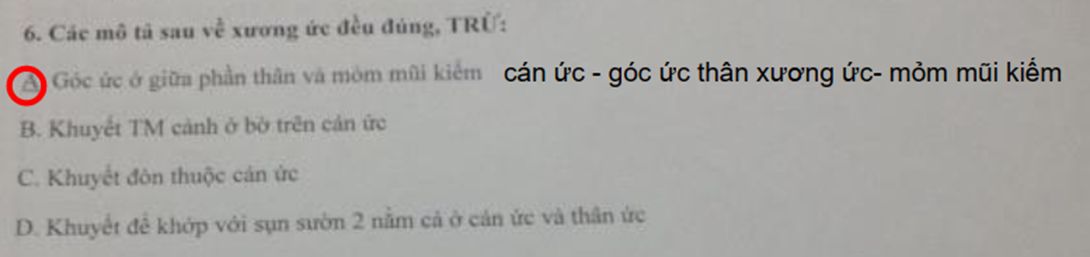 6. Các mô tả sau về xương ức đều đúng, TRỪ:
A Góc ức ở giữa phần thân và mỏm mũi kiếm cán ức - góc ức thân xương ức- mỏm mũi kiếm
B. Khuyết TM cảnh ở bờ trên cán ức
C. Khuyết đòn thuộc cán ức
D. Khuyết để khớp với sụn sườn 2 nằm cả ở cán ức và thân ức